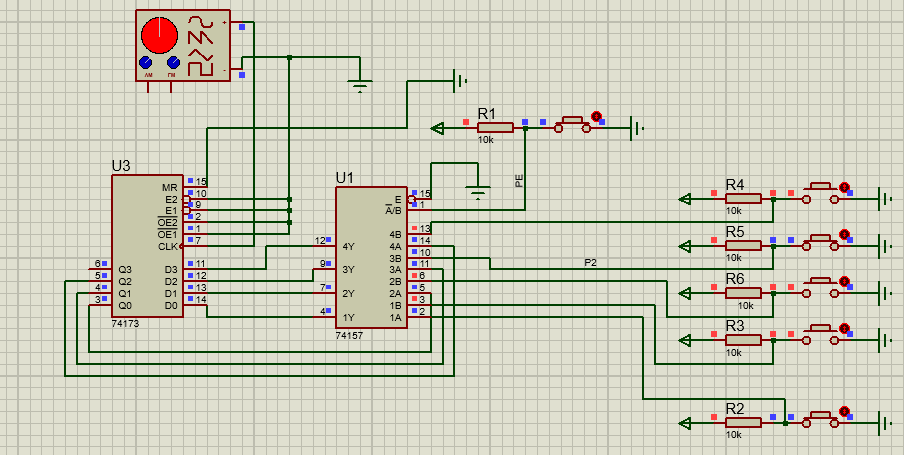 AM FM
R1
10k
PE
U3
MR 15
E2 10
E1 9
OE2 2
OE1 1
CLK 7
6 Q3
5 Q2
4 Q1
3 Q0
D3 11
D2 12
D1 13
D0 14
74173
U1
E 15
A/B 1
4B 13
12 4Y
4A 14
3B 10
9 3Y
3A 11
2B 6
7 2Y
2A 5
1B 3
4 1Y
1A 2
74157
P2
R4
10k
R5
10k
R6
10k
R3
10k
R2
10k